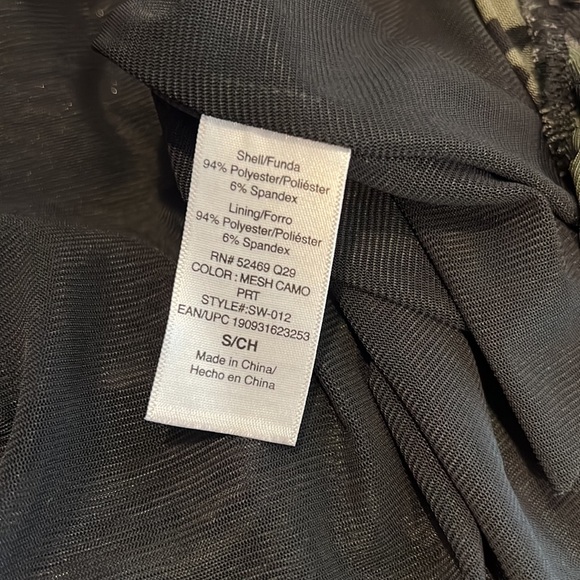 Shell/Funda
94% Polyester/Poliéster
6% Spandex
Lining/Forro
94% Polyester/Poliéster
6% Spandex
RN# 52469 Q29
COLOR : MESH CAMO
PRT
STYLE#:SW-012
EAN/UPC 190931623253
S/CH
Made in China/
Hecho en China